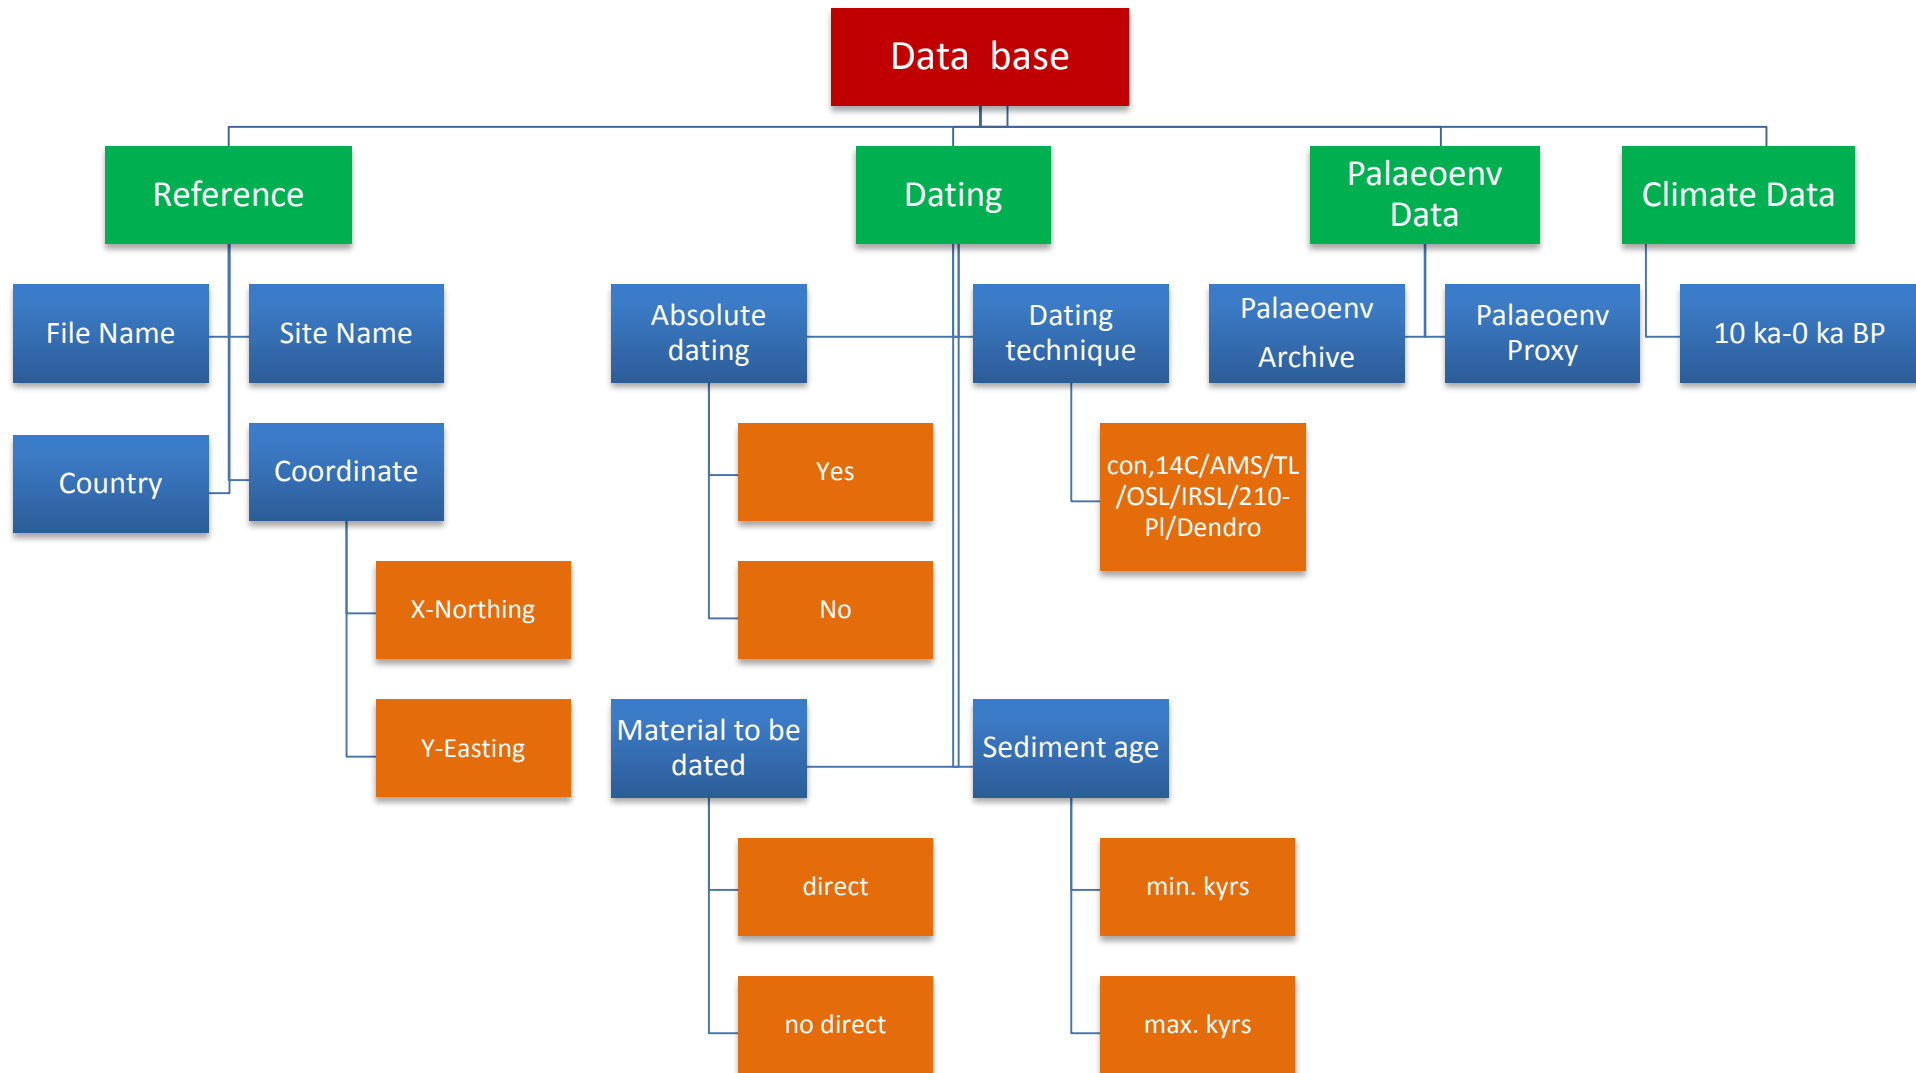 Data base
Reference
Dating
Palaeoenv
Data
Climate Data
File Name
Site Name
Absolute
dating
Dating
technique
Palaeoenv
Archive
Palaeoenv
Proxy
10 ka-0 ka BP
Country
Coordinate
Yes
con,14C/AMS/TL
/OSL/IRSL/210-
Pl/Dendro
X-Northing
No
Y-Easting
Material to be
dated
Sediment age
direct
min. kyrs
no direct
max. kyrs